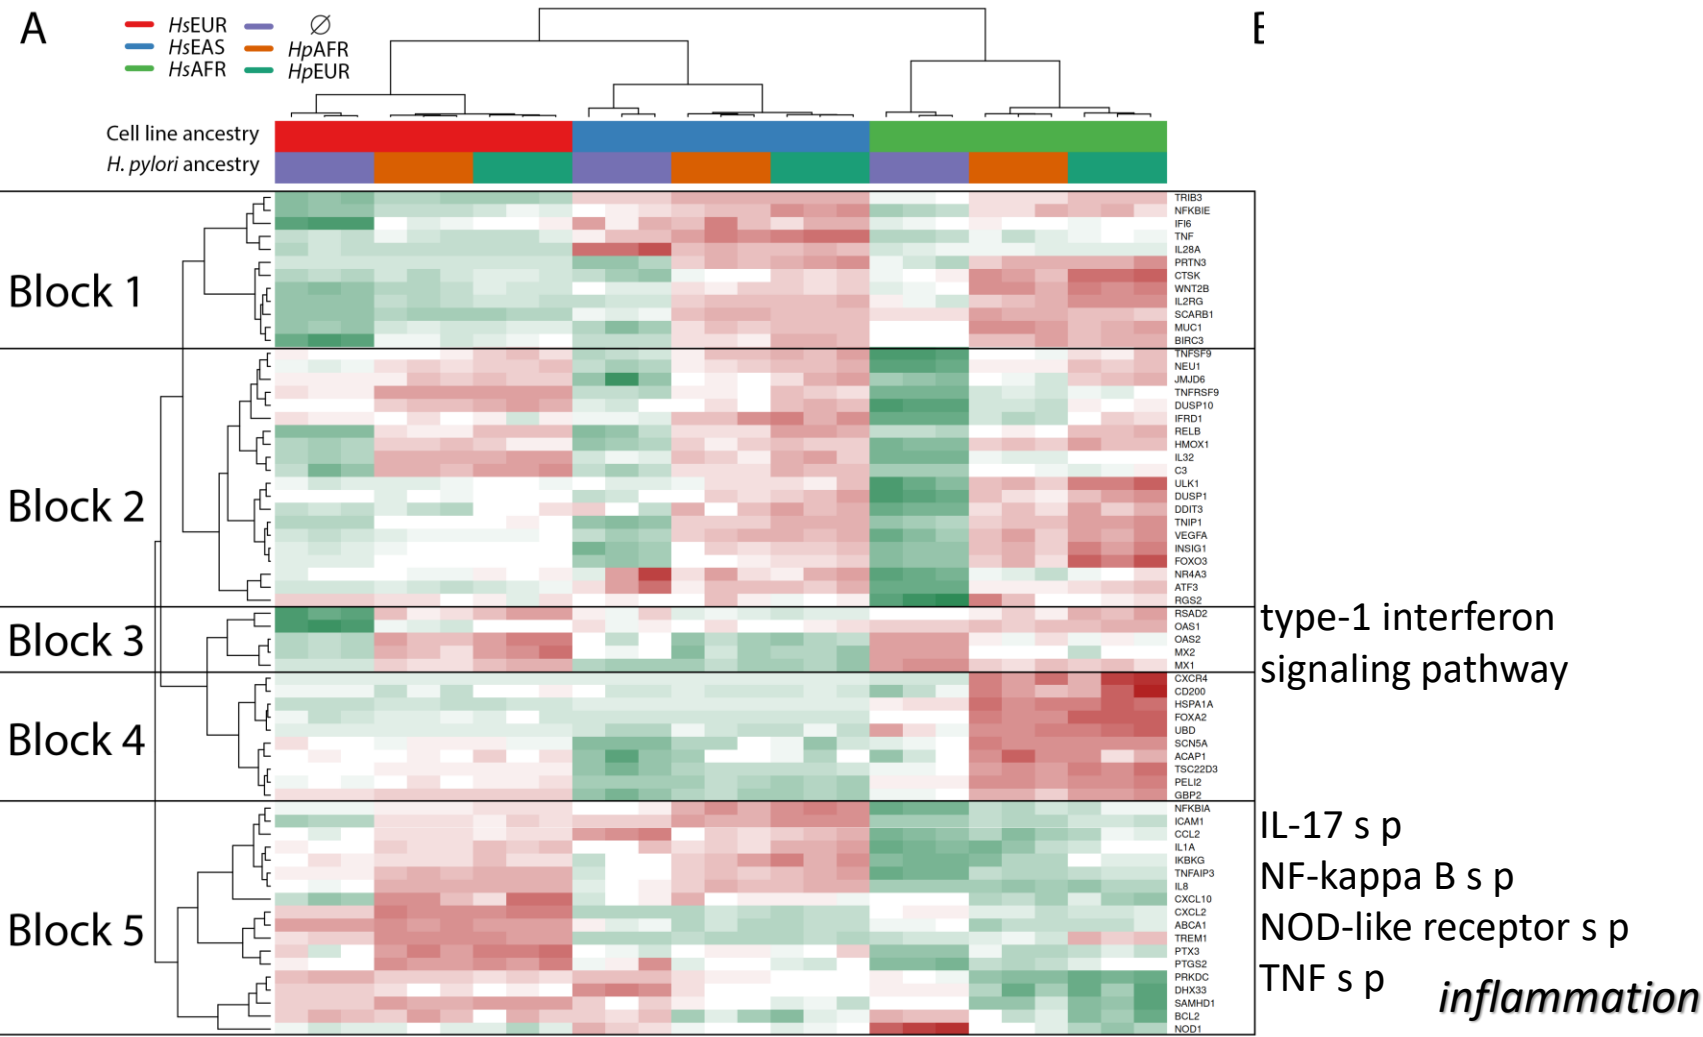 A
HsEUR
HsEAS
HsAFR
∅
HpAFR
HpEUR
Cell line ancestry
H. pylori ancestry
Block 1
TRIB3
NFKBIE
IFI6
TNF
IL28A
PRTN3
CTSK
WNT2B
IL2RG
SCARB1
MUC1
BIRC3
Block 2
TNFSF9
NEU1
JMJD6
TNFRSF9
DUSP10
IFRD1
RELB
HMOX1
IL32
C3
ULK1
DUSP1
DDIT3
TNIP1
VEGFA
INSIG1
FOXO3
NR4A3
ATF3
RGS2
Block 3
RSAD2
OAS1
OAS2
MX2
MX1
type-1 interferon
signaling pathway
Block 4
CXCR4
CD200
HSPA1A
FOXA2
UBD
SCN5A
ACAP1
TSC22D3
PELI2
GBP2
Block 5
NFKBIA
ICAM1
CCL2
IL1A
IKBKG
TNFAIP3
IL8
CXCL10
CXCL2
ABCA1
TREM1
PTX3
PTGS2
PRKDC
DHX33
SAMHD1
BCL2
NOD1
IL-17 s p
NF-kappa B s p
NOD-like receptor s p
TNF s p
inflammation